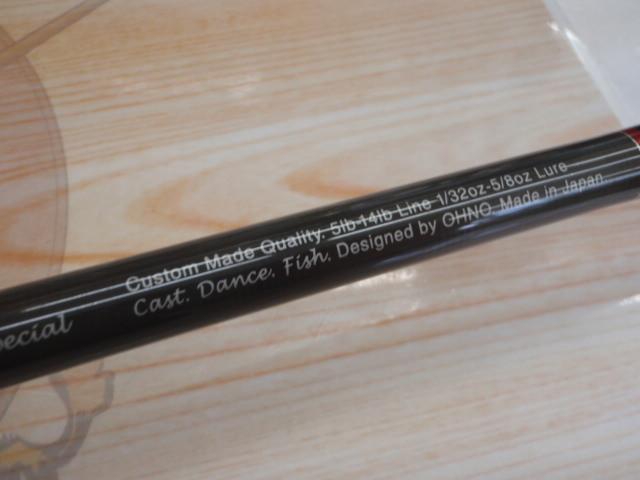 Custom Made Quality. 5lb-14lb Line 1/32oz-5/8oz Lure
Cast. Dance. Fish. Designed by OHNO. Made in Japan.